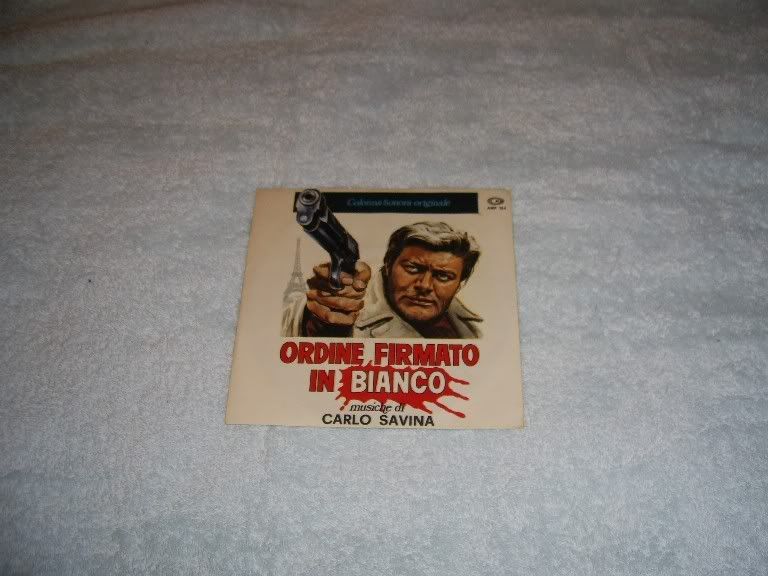 Colonna Sonora originale
ORDINE FIRMATO
IN BIANCO
musiche di
CARLO SAVINA